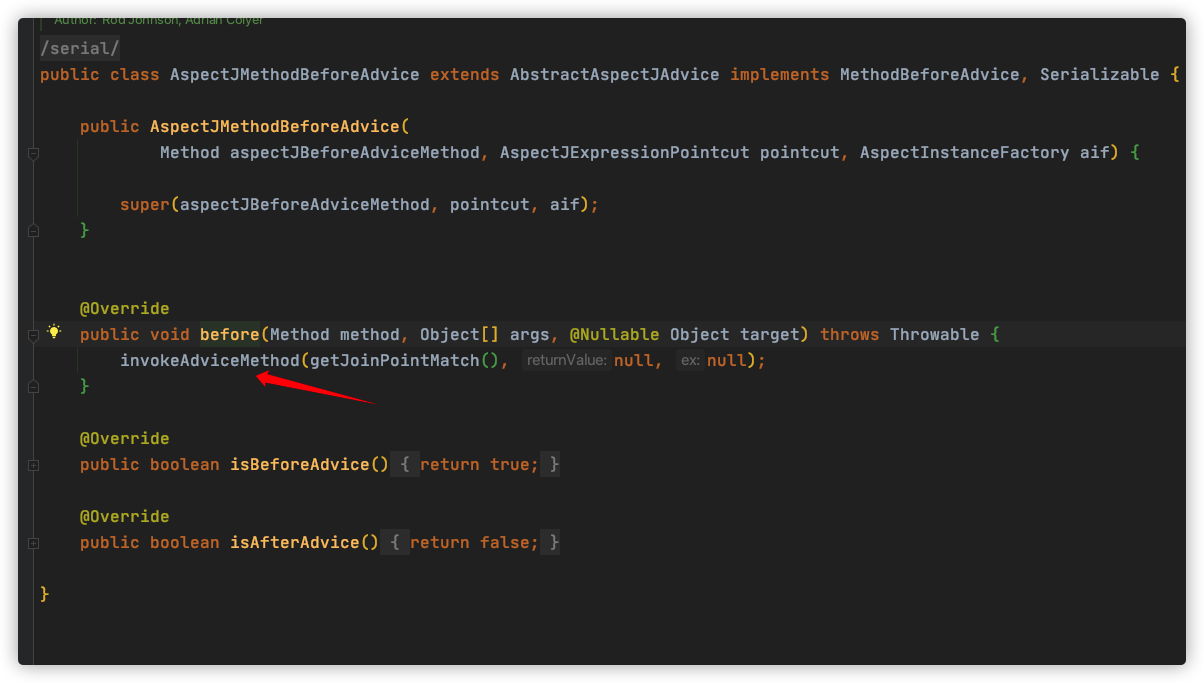 Author: Rod Johnson, Adrian Colyer
/serial/
public class AspectJMethodBeforeAdvice extends AbstractAspectJAdvice implements MethodBeforeAdvice, Serializable {
public AspectJMethodBeforeAdvice(
Method aspectJBeforeAdviceMethod, AspectJExpressionPointcut pointcut, AspectInstanceFactory aif) {
super(aspectJBeforeAdviceMethod, pointcut, aif);
}
@Override
public void before(Method method, Object[] args, @Nullable Object target) throws Throwable {
invokeAdviceMethod(getJoinPointMatch(), returnValue: null, ex: null);
}
@Override
public boolean isBeforeAdvice() { return true; }
@Override
public boolean isAfterAdvice() { return false; }
}